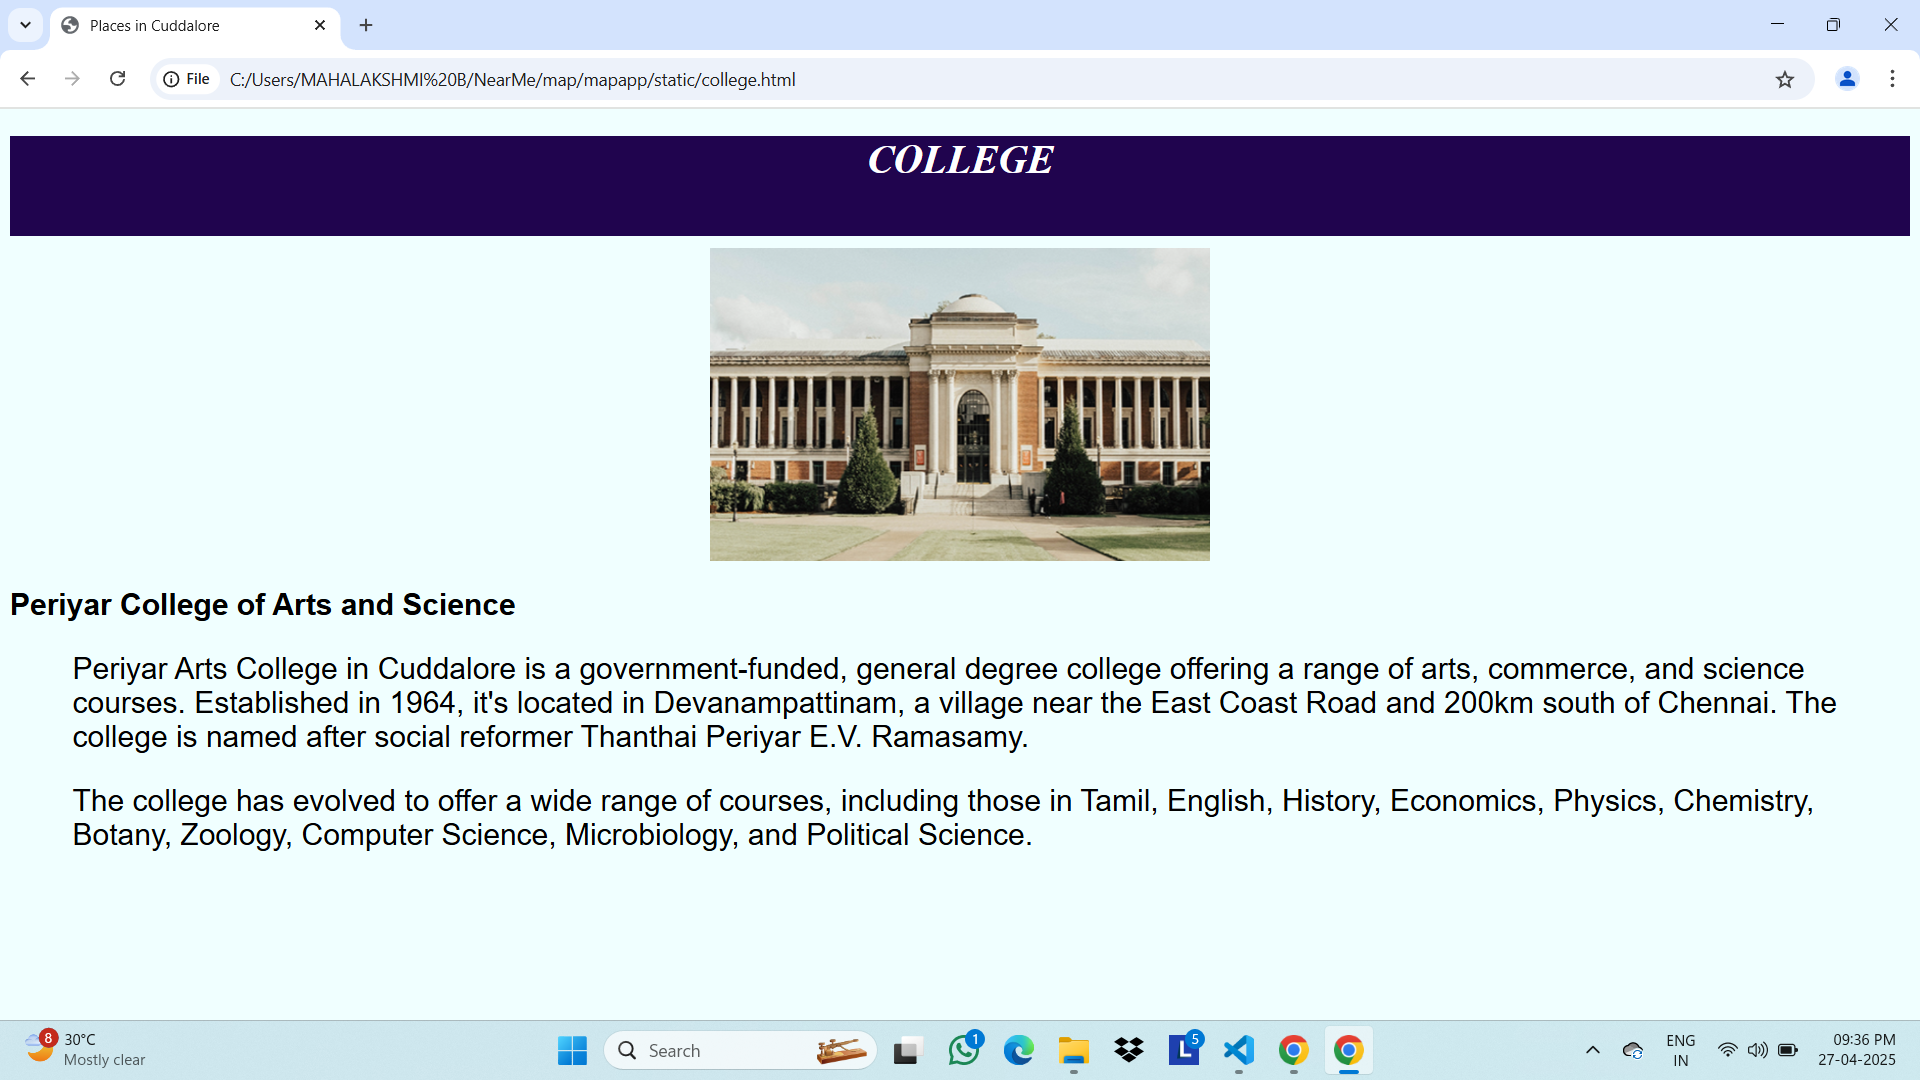 Places in Cuddalore
File C:/Users/MAHALAKSHMI%20B/NearMe/map/mapapp/static/college.html
COLLEGE
Periyar College of Arts and Science
Periyar Arts College in Cuddalore is a government-funded, general degree college offering a range of arts, commerce, and science
courses. Established in 1964, it's located in Devanampattinam, a village near the East Coast Road and 200km south of Chennai. The
college is named after social reformer Thanthai Periyar E.V. Ramasamy.
The college has evolved to offer a wide range of courses, including those in Tamil, English, History, Economics, Physics, Chemistry,
Botany, Zoology, Computer Science, Microbiology, and Political Science.
8
30°C
Mostly clear
Search
1
L 5
ENG
IN
09:36 PM
27-04-2025